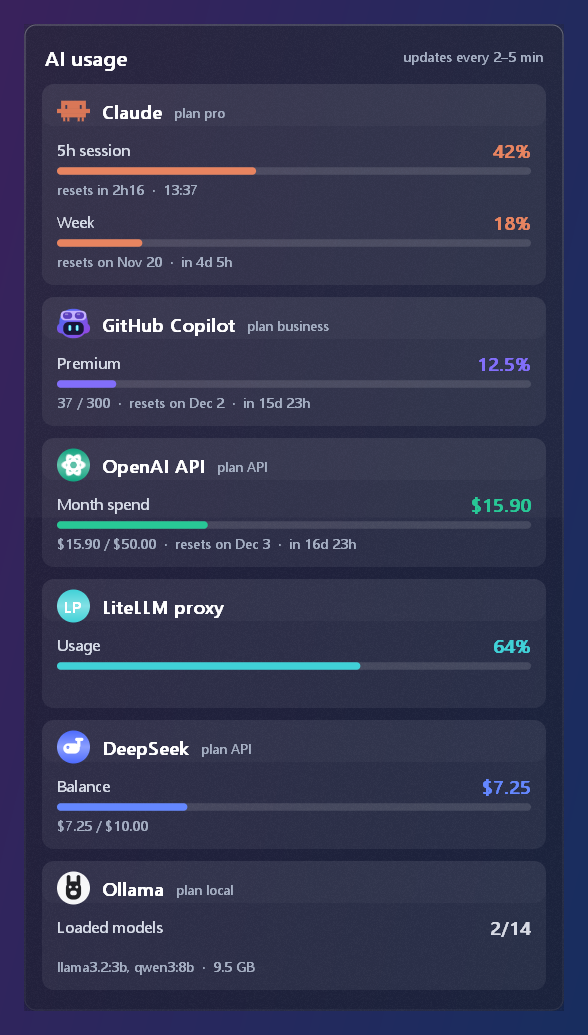 AI usage
updates every 2–5 min
Claude plan pro
5h session 42%
resets in 2h16 · 13:37
Week 18%
resets on Nov 20 · in 4d 5h
GitHub Copilot plan business
Premium 12.5%
37 / 300 · resets on Dec 2 · in 15d 23h
OpenAI API plan API
Month spend $15.90
$15.90 / $50.00 · resets on Dec 3 · in 16d 23h
LP LiteLLM proxy
Usage 64%
DeepSeek plan API
Balance $7.25
$7.25 / $10.00
Ollama plan local
Loaded models 2/14
llama3.2:3b, qwen3:8b · 9.5 GB